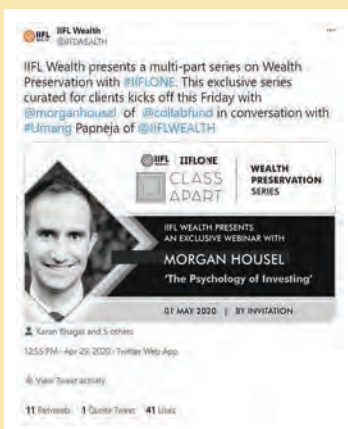 IIFL Wealth
@IIFLWEALTH
IIFL Wealth presents a multi-part series on Wealth
Preservation with #IIFLONE. This exclusive series
curated for clients kicks off this Friday with
@morganhousel of @collabfund in conversation with
#Umang Papneja of @IIFLWEALTH
IIFL IIFLONE
CLASS
APART
WEALTH
PRESERVATION
SERIES
IIFL WEALTH PRESENTS
AN EXCLUSIVE WEBINAR WITH
MORGAN HOUSEL
'The Psychology of Investing'
01 MAY 2020 | BY INVITATION
Karan Bhagat and 5 others
12:55 PM · Apr 29, 2020 · Twitter Web App
View Tweet activity
11 Retweets 1 Quote Tweet 41 Likes